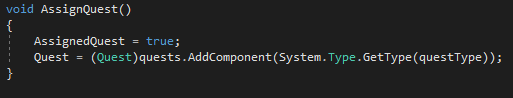 void AssignQuest()
{
AssignedQuest = true;
Quest = (Quest)quests.AddComponent(System.Type.GetType(questType));
}